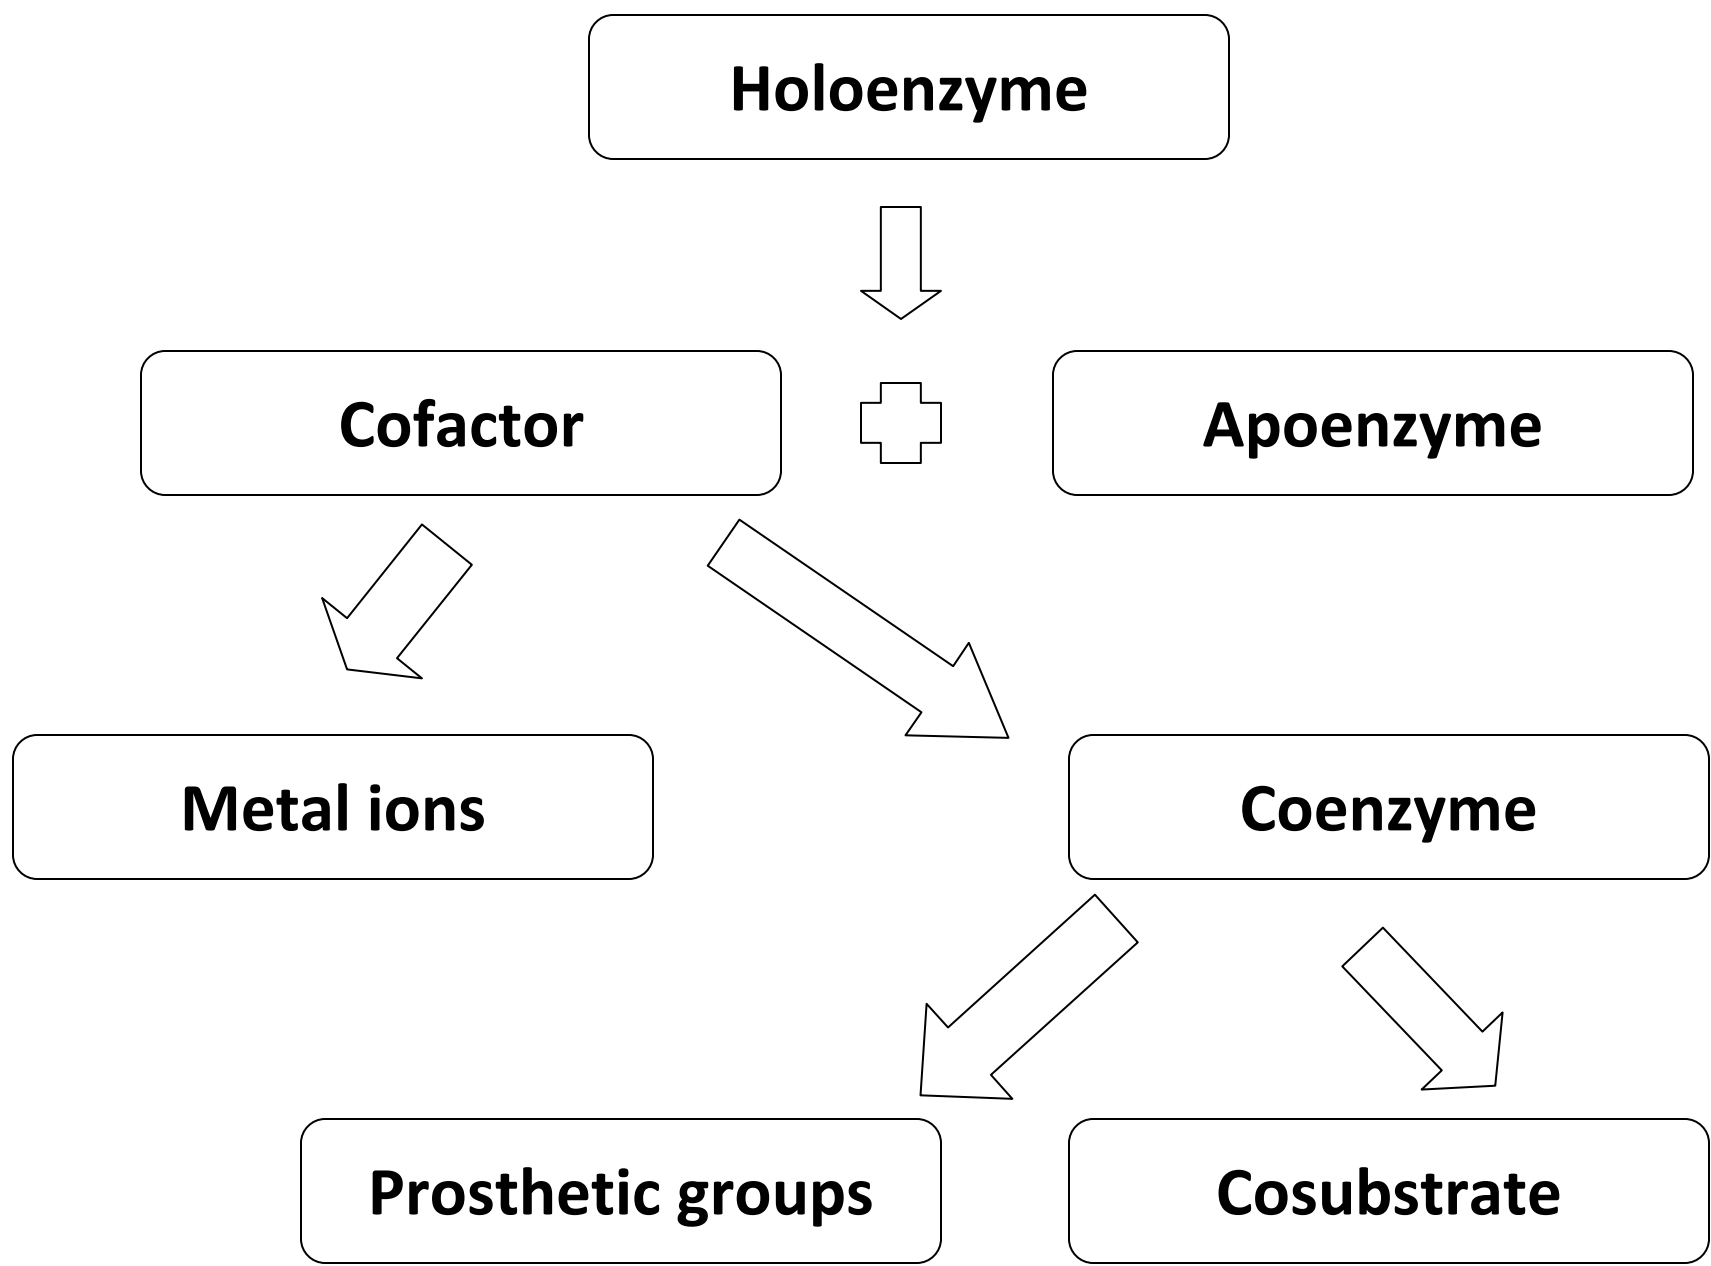 Holoenzyme
Cofactor
Apoenzyme
Metal ions
Coenzyme
Prosthetic groups
Cosubstrate